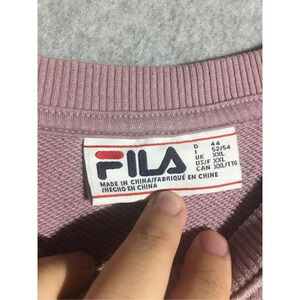 FILA
D 44
I 52/54
UK XXL
US/F XXL
CAN XXL/TTG
MADE IN CHINA/FABRIQUÉ EN CHINE
/HECHO EN CHINA